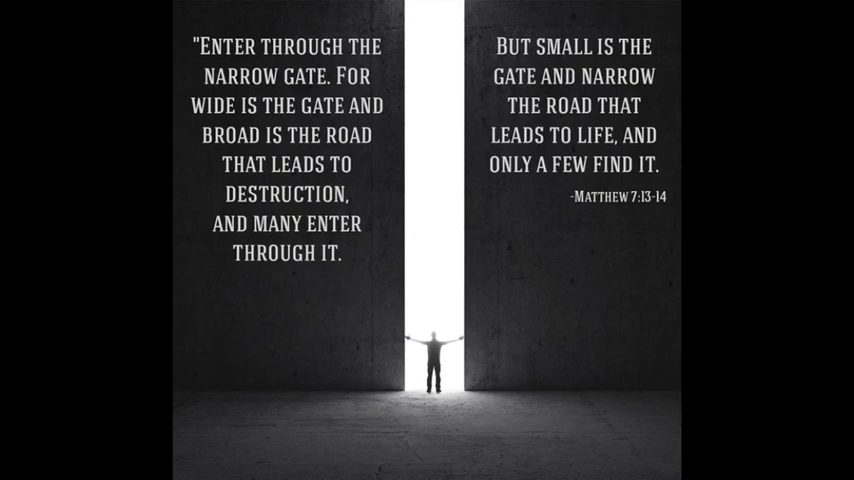 "Enter through the
narrow gate. For
wide is the gate and
broad is the road
that leads to
destruction,
and many enter
through it.
But small is the
gate and narrow
the road that
leads to life, and
only a few find it.
-Matthew 7:13-14